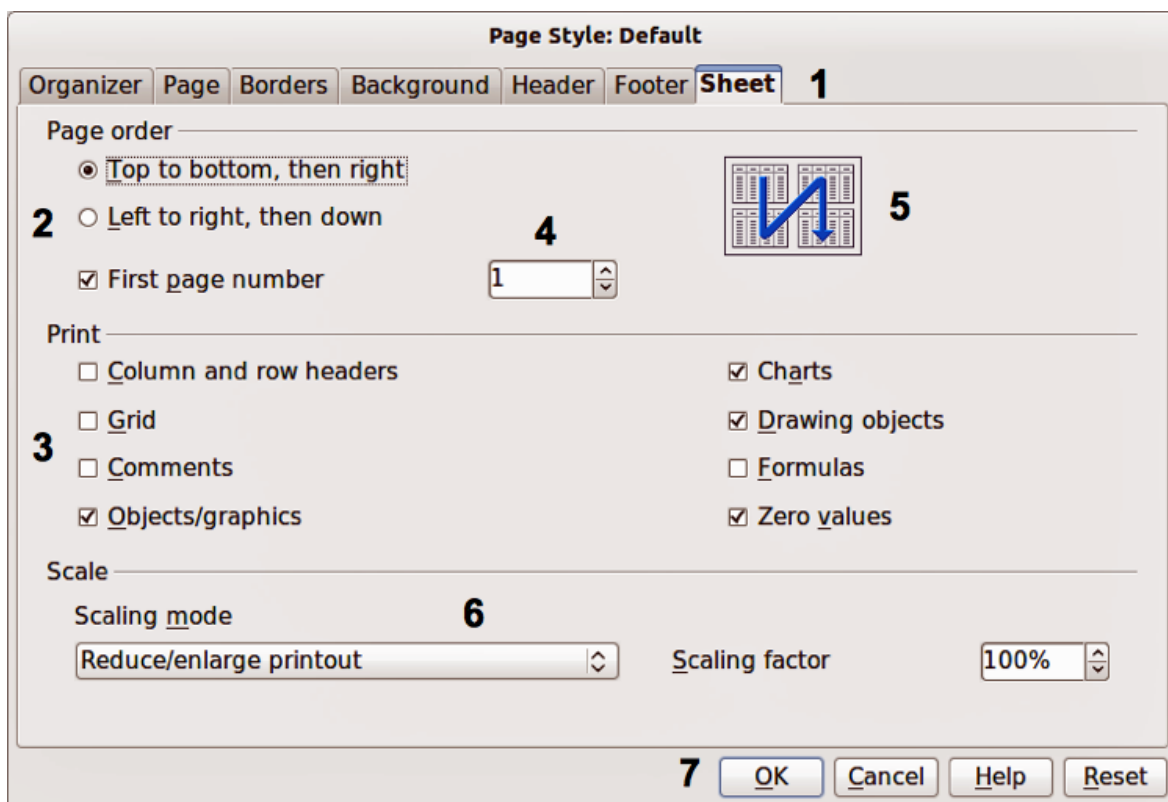 Page Style: Default
Organizer Page Borders Background Header Footer Sheet 1
Page order
Top to bottom, then right
5
2 Left to right, then down
4
First page number 1
Print
Column and row headers Charts
Grid Drawing objects
3
Comments Formulas
Objects/graphics Zero values
Scale
Scaling mode 6
Reduce/enlarge printout Scaling factor 100%
7 OK Cancel Help Reset